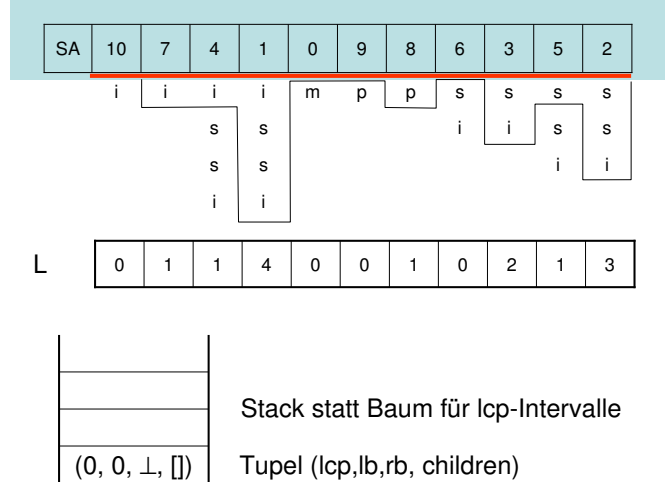 SA 10 7 4 1 0 9 8 6 3 5 2
i i i i m p p s s s s
s s i i s s
s s i i
i i
L 0 1 1 4 0 0 1 0 2 1 3
Stack statt Baum für lcp-Intervalle
(0, 0, ⊥, []) Tupel (lcp,lb,rb, children)